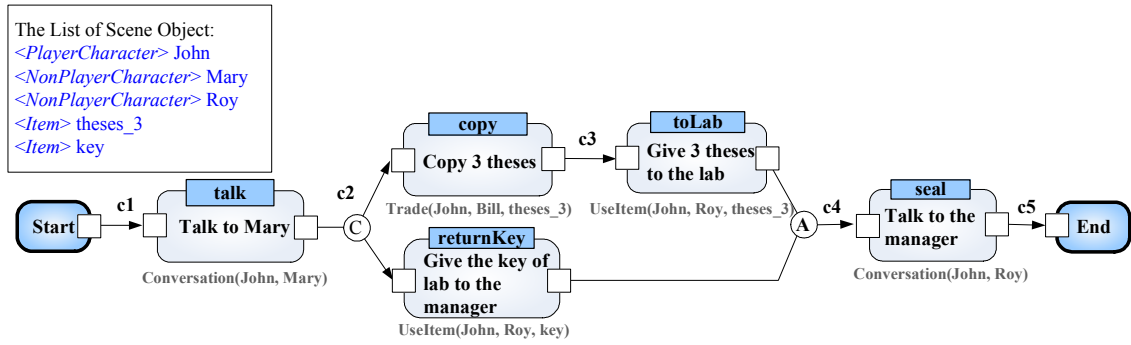 The List of Scene Object:
<PlayerCharacter> John
<NonPlayerCharacter> Mary
<NonPlayerCharacter> Roy
<Item> theses_3
<Item> key
Start
c1
talk
Talk to Mary
Conversation(John, Mary)
c2
C
copy
Copy 3 theses
Trade(John, Bill, theses_3)
c3
toLab
Give 3 theses
to the lab
UseItem(John, Roy, theses_3)
returnKey
Give the key of
lab to the
manager
UseItem(John, Roy, key)
A
c4
seal
Talk to the
manager
Conversation(John, Roy)
c5
End